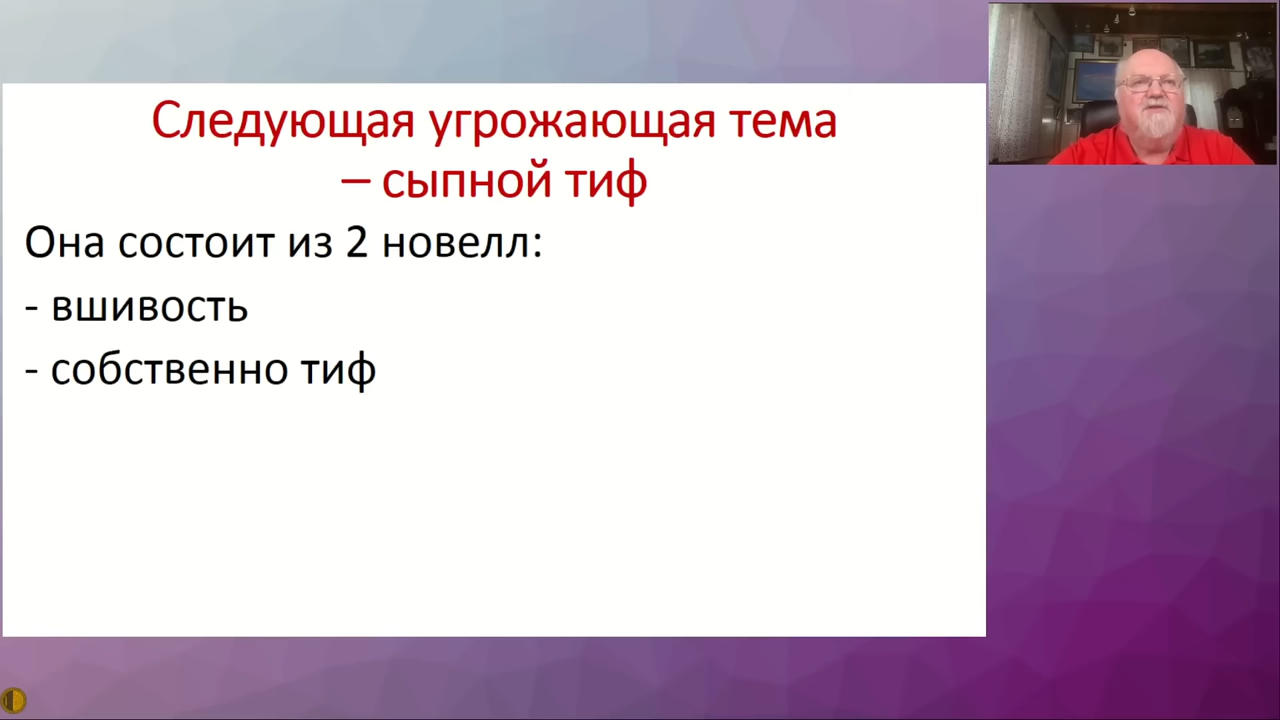 Следующая угрожающая тема
– сыпной тиф
Она состоит из 2 новелл:
- вшивость
- собственно тиф